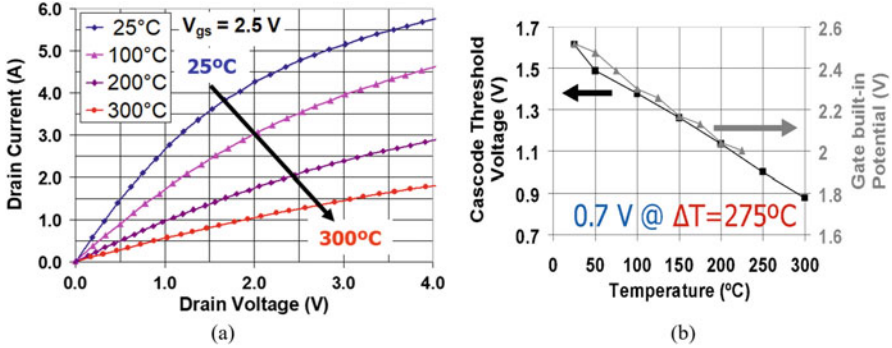 6.0
5.0
4.0
3.0
2.0
1.0
0.0
Drain Current (A)
25°C
100°C
200°C
300°C
Vgs = 2.5 V
25ºC
300ºC
0.0 1.0 2.0 3.0 4.0
Drain Voltage (V)
(a)
1.7
1.5
1.3
1.1
0.9
0.7
Cascode Threshold
Voltage (V)
2.6
2.4
2.2
2
1.8
1.6
Gate built-in
Potential (V)
0.7 V @ ΔT=275ºC
0 50 100 150 200 250 300
Temperature (ºC)
(b)